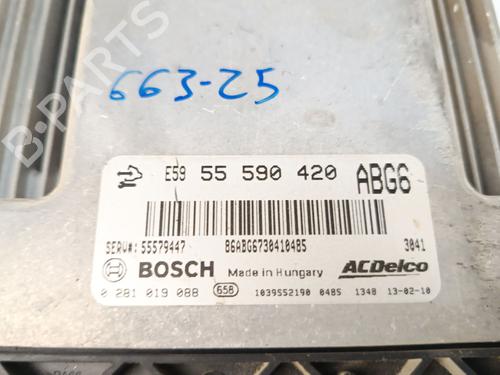 B-PARTS
663-25
E59 55 590 420 ABG6
SERV#: 55579447 86ABG6730410485 3041
BOSCH Made in Hungary ACDelco
0 281 019 088 658 1039S52190 0485 1348 13-02-10